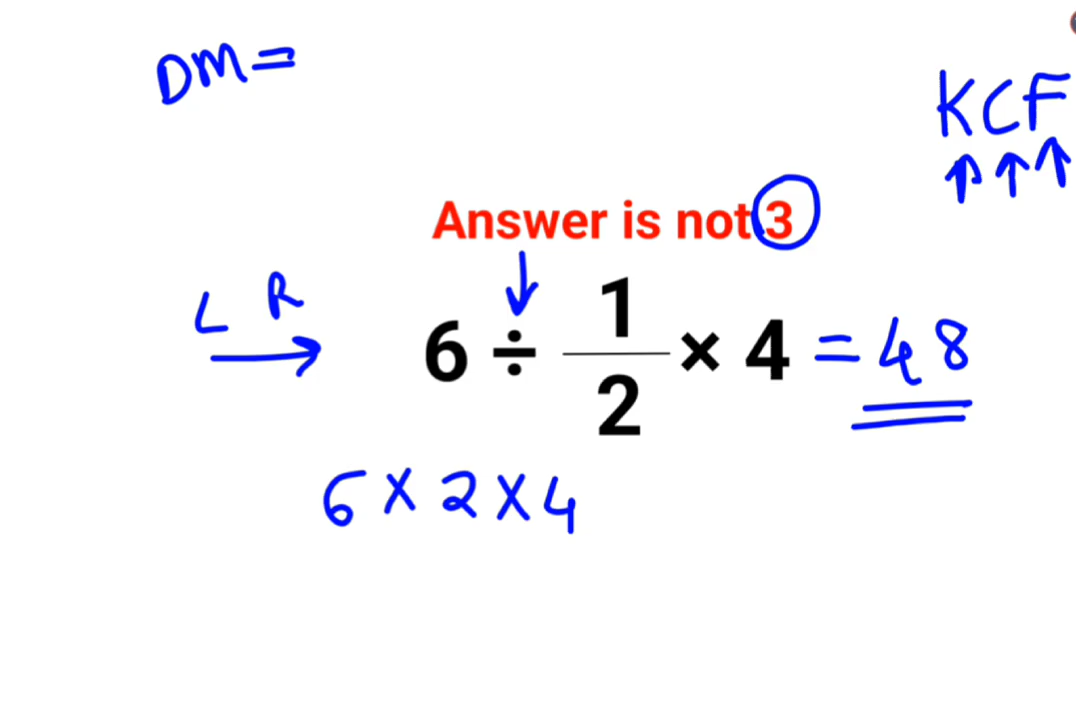 DM=
KCF
Answer is not 3
L R
6 ÷ 1/2 × 4 = 48
6 × 2 × 4